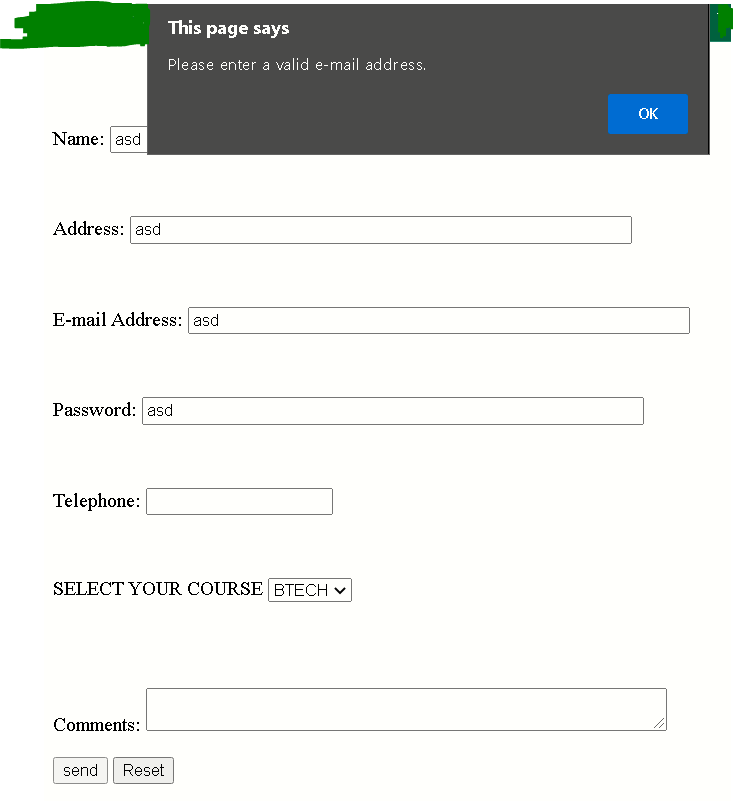 This page says
Please enter a valid e-mail address.
OK
Name: asd
Address: asd
E-mail Address: asd
Password: asd
Telephone:
SELECT YOUR COURSE BTECH
Comments:
send Reset